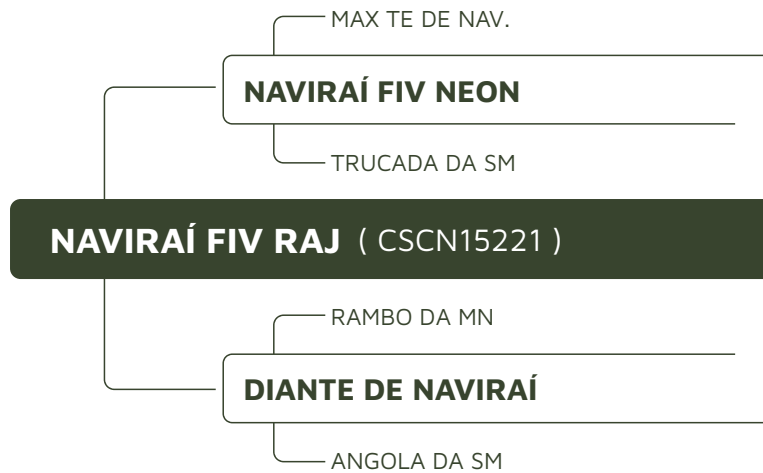 MAX TE DE NAV.
NAVIRAÍ FIV NEON
TRUCADA DA SM
NAVIRAÍ FIV RAJ ( CSCN15221 )
RAMBO DA MN
DIANTE DE NAVIRAÍ
ANGOLA DA SM